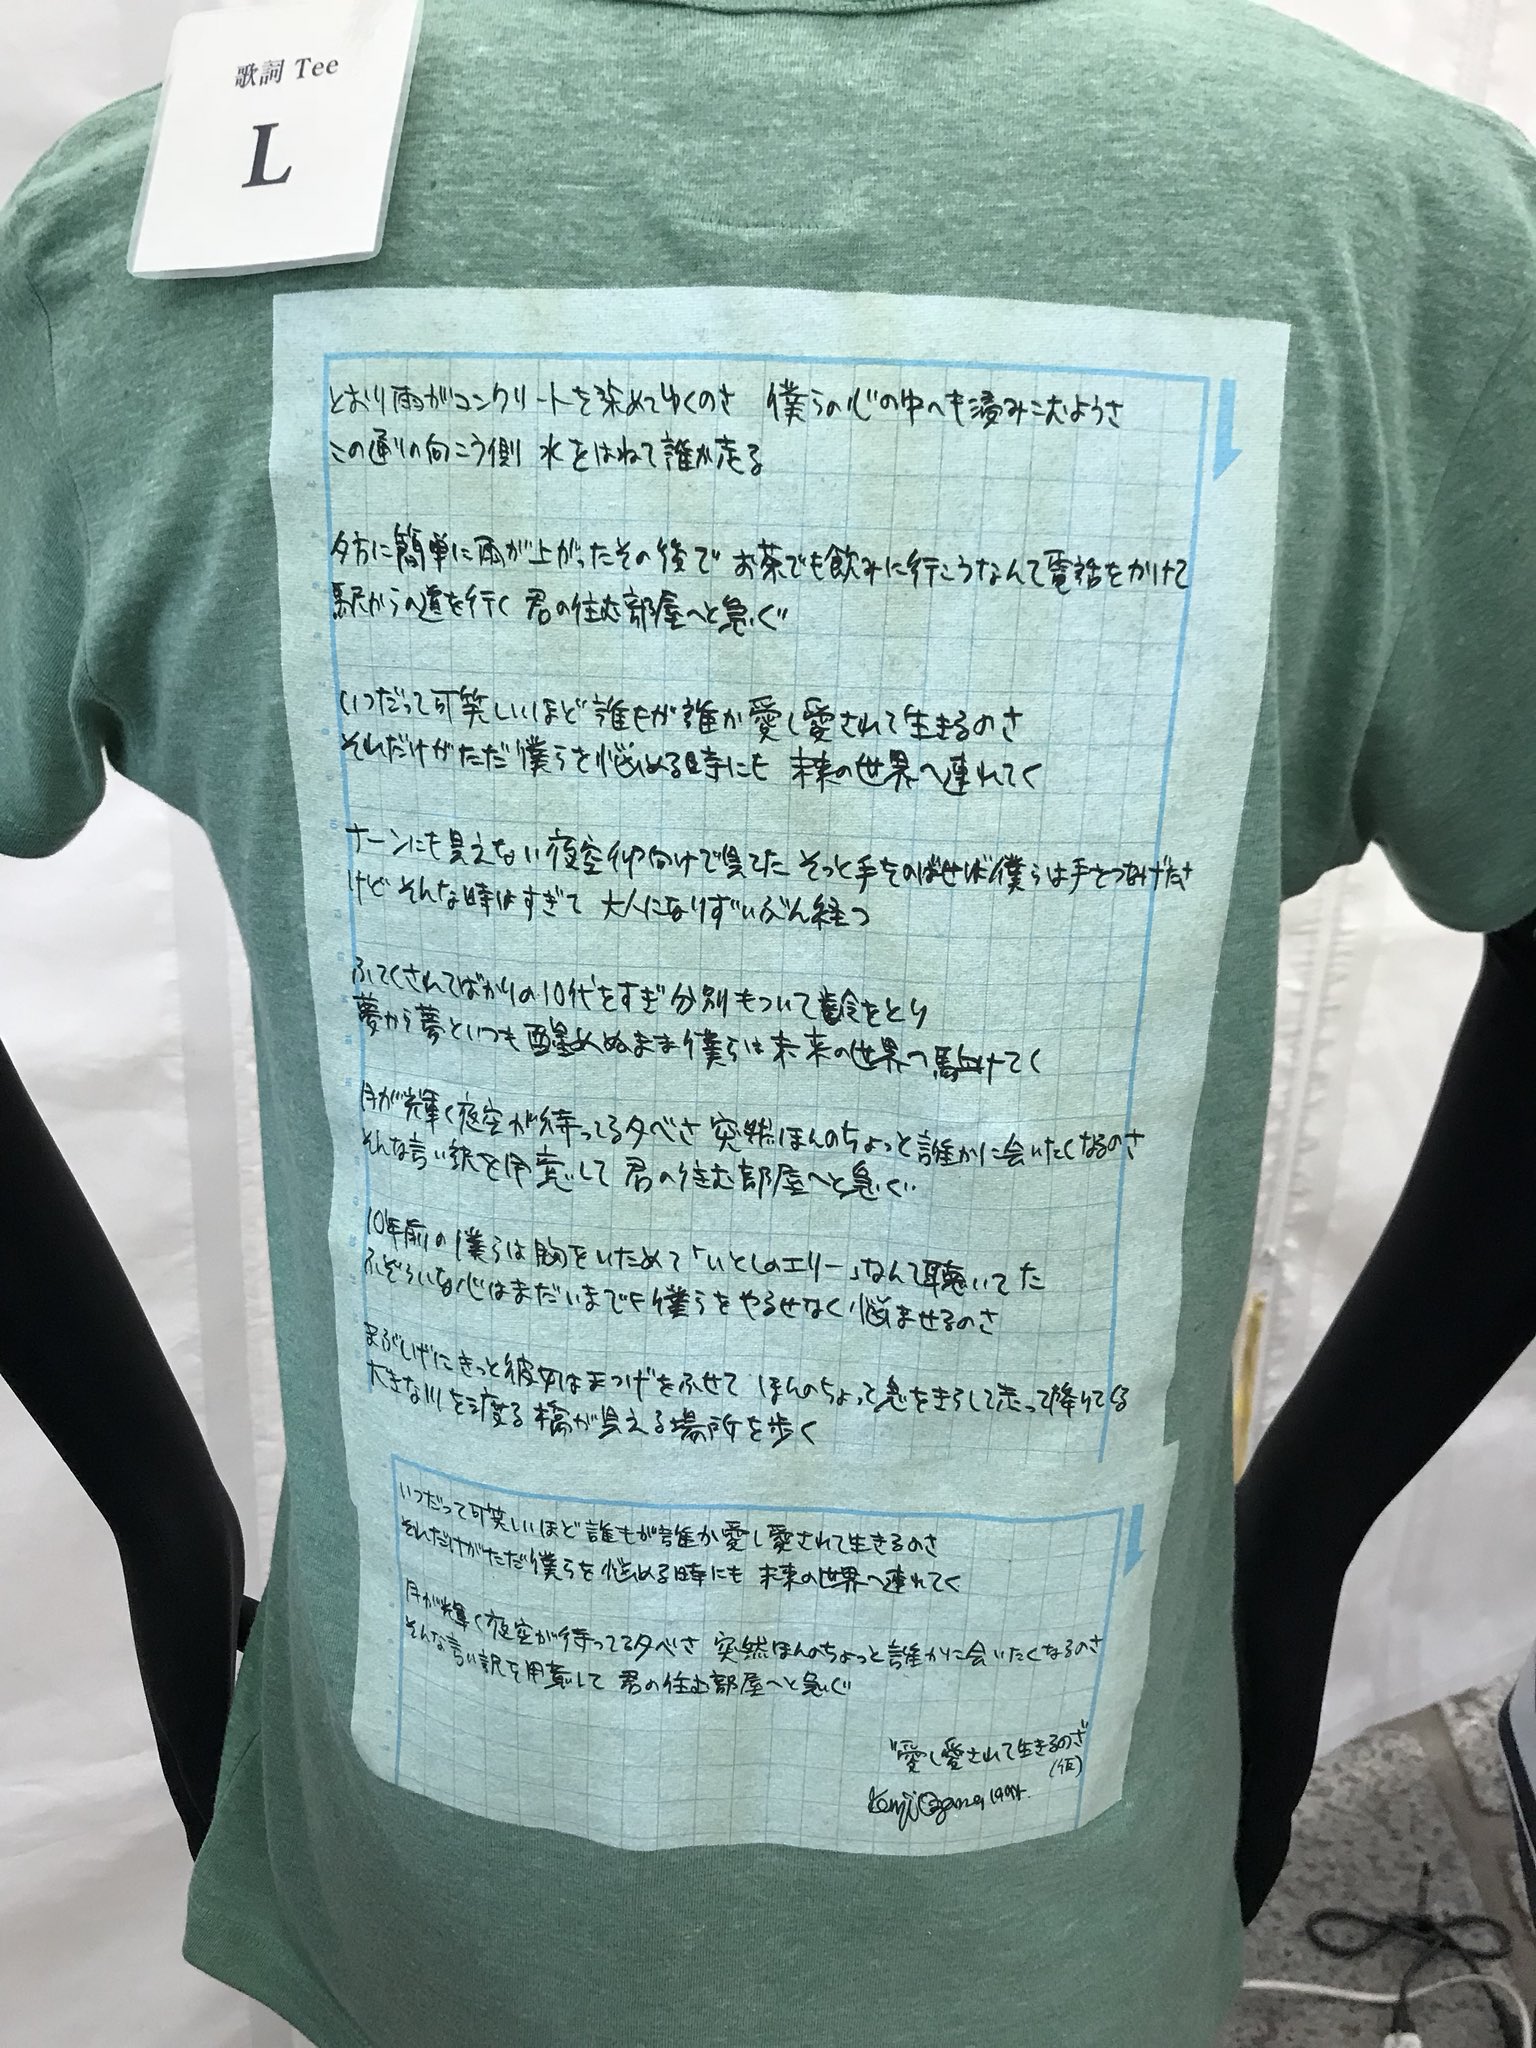 歌詞 Tee
L
とおり雨がコンクリートを染めてゆくのさ 僕らの心の中へも浸みこむようさ
この通りの向こう側 水をはねて誰か走る
夕方に簡単に雨が上がったその後で お茶でも飲みに行こうなんて電話をかけて
駅からの道を行く 君の住む部屋へと急ぐ
いつだって可笑しいほど誰もが誰か愛し愛されて生きるのさ
それだけがただ僕らを悩める時にも 未来の世界へ連れてく
ナーンにも見えない夜空仰向けで見てた そっと手をのばせば僕らは手をつなげたさ
けど そんな時はすぎて 大人になりずいぶん経つ
ふてくされてばかりの10代をすぎ分別もついて齢をとり
夢から夢といつも醒めぬまま僕らは未来の世界へ駆けてく
月が輝く夜空が待ってる夕べさ 突然ほんのちょっと誰かに会いたくなるのさ
そんな言い訳を用意して 君の住む部屋へと急ぐ
10年前の僕らは胸をいためて「いとしのエリー」なんて聴いてた
ふぞろいな心はまだいまでも僕らをやるせなく悩ませるのさ
まぶしげにきっと彼女はまつげをふせて ほんのちょっと息をきらして走って降りてくる
大きな川を渡る橋が見える場所を歩く
いつだって可笑しいほど誰もが誰か愛し愛されて生きるのさ
それだけがただ僕らを悩める時にも 未来の世界へ連れてく
月が輝く夜空が待ってる夕べさ 突然ほんのちょっと誰かに会いたくなるのさ
そんな言い訳を用意して 君の住む部屋へと急ぐ
"愛し愛されて生きるのさ"
(仮)
Kenji Ozawa 1994.